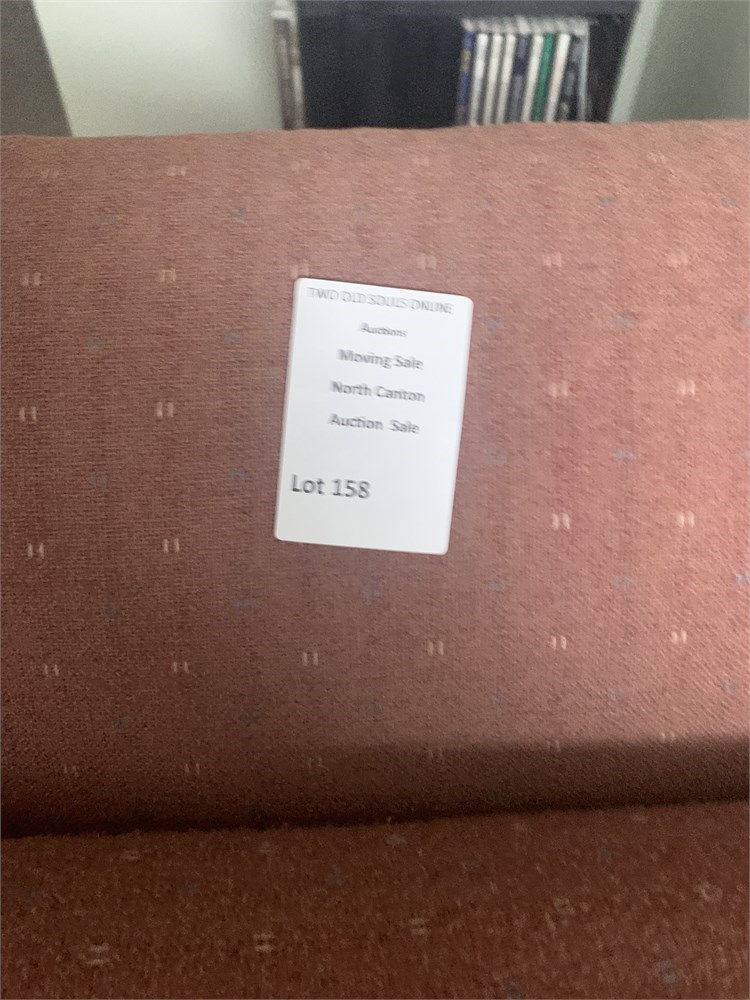 TWO OLD SOULS ONLINE
Auctions
Moving Sale
North Canton
Auction Sale
Lot 158